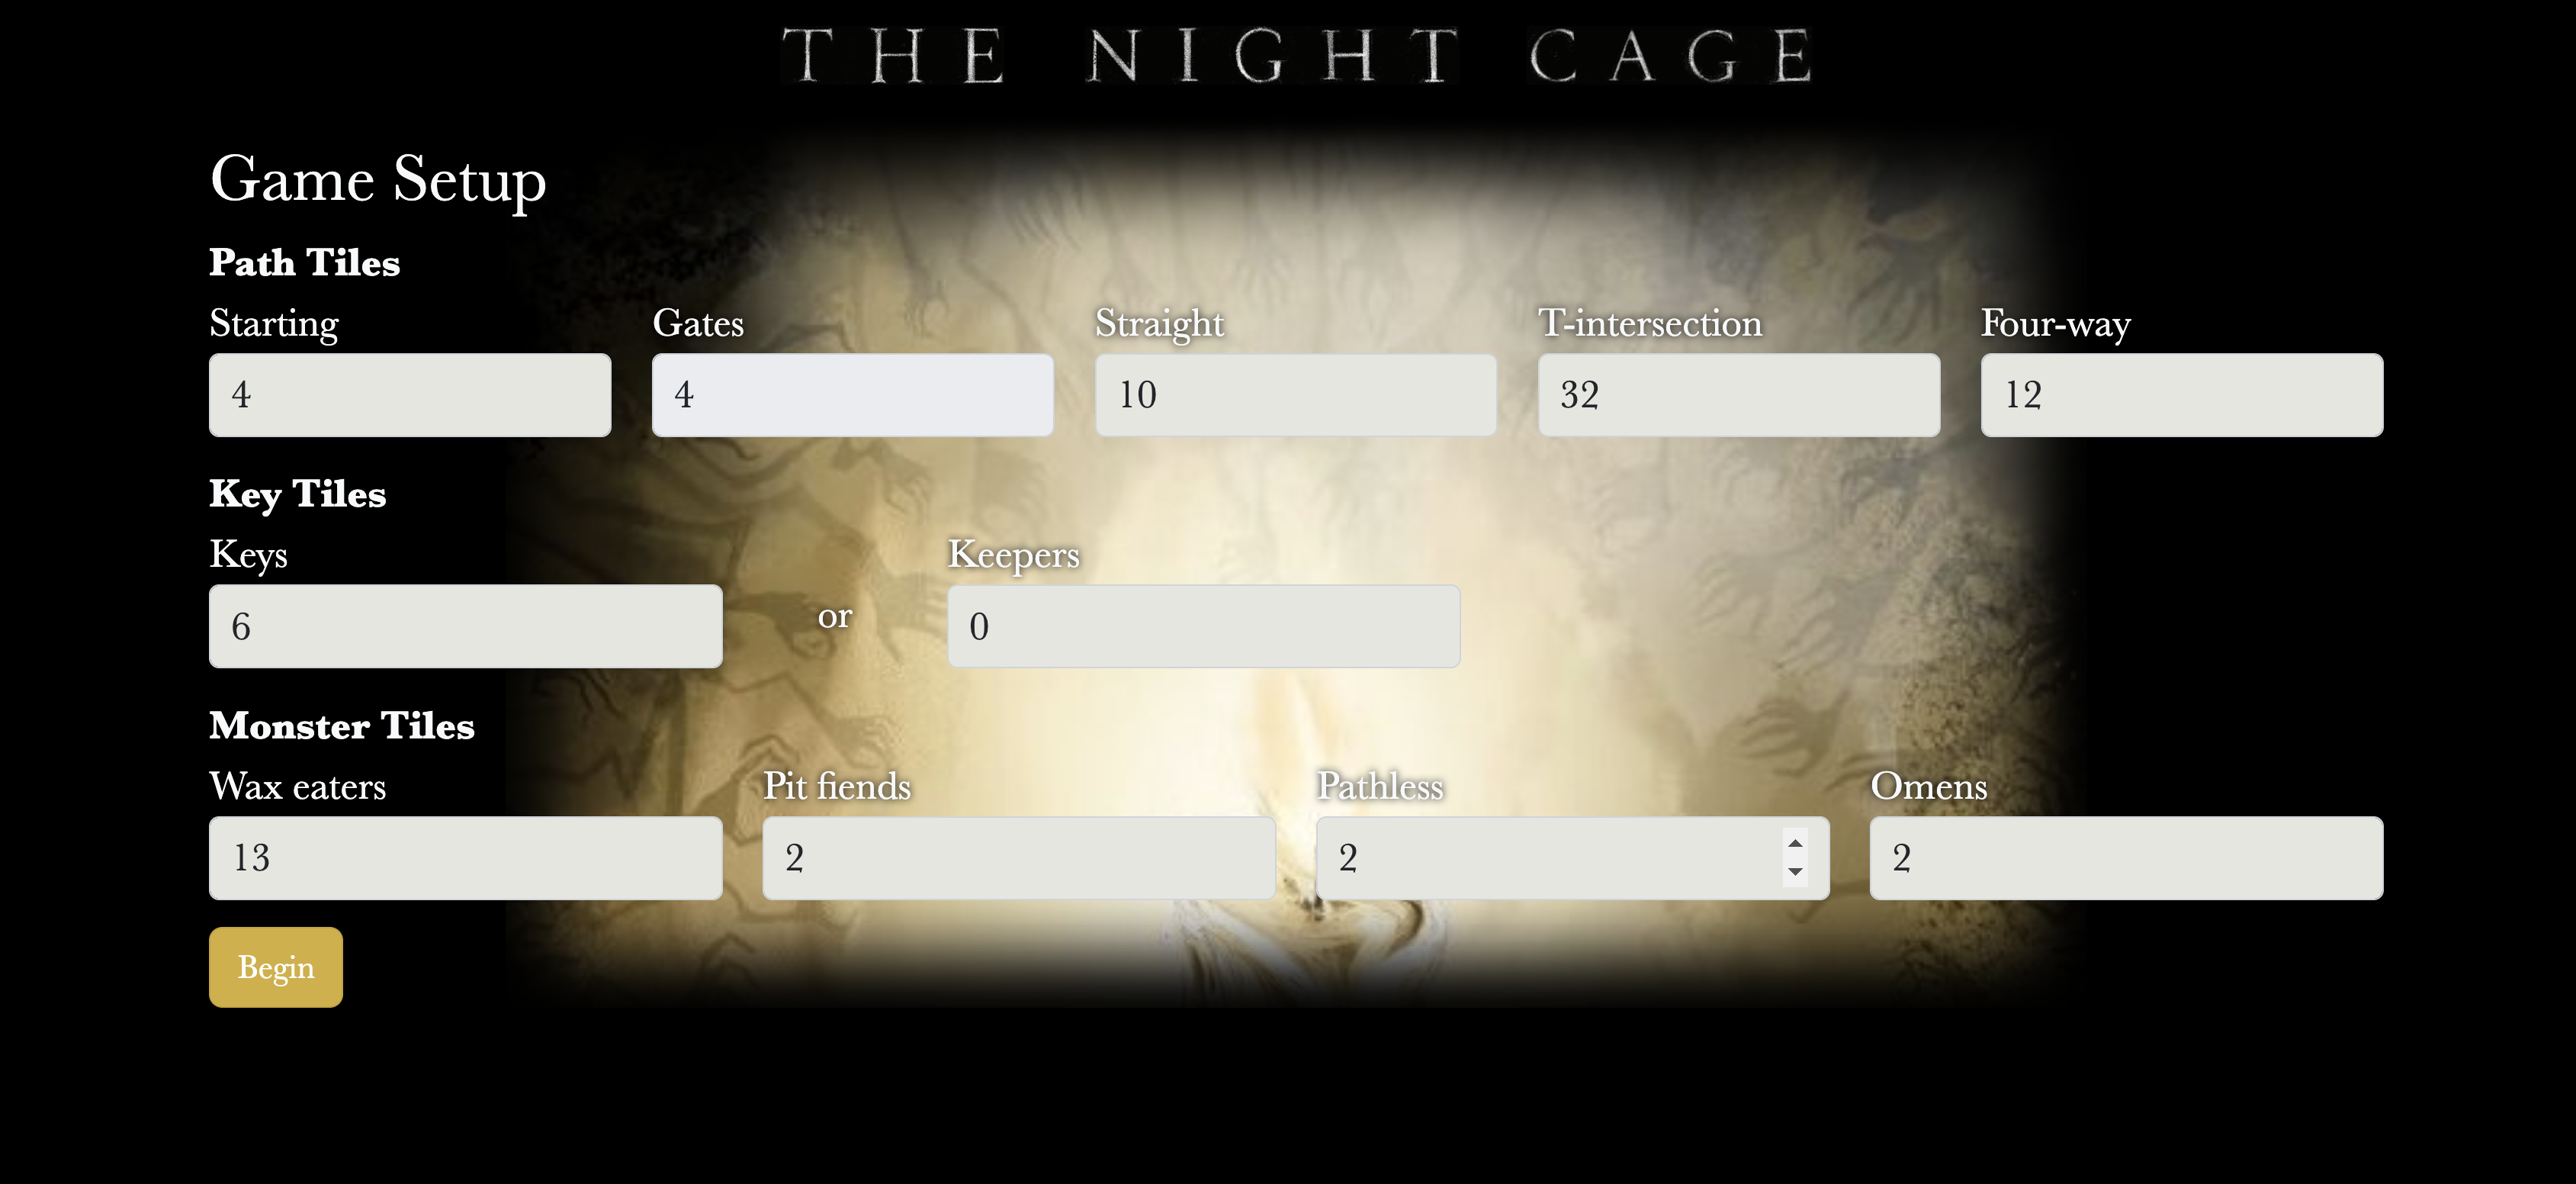 THE NIGHT CAGE
Game Setup
Path Tiles
Starting Gates Straight T-intersection Four-way
4 4 10 32 12
Key Tiles
Keys Keepers
6 or 0
Monster Tiles
Wax eaters Pit fiends Pathless Omens
13 2 2 2
Begin